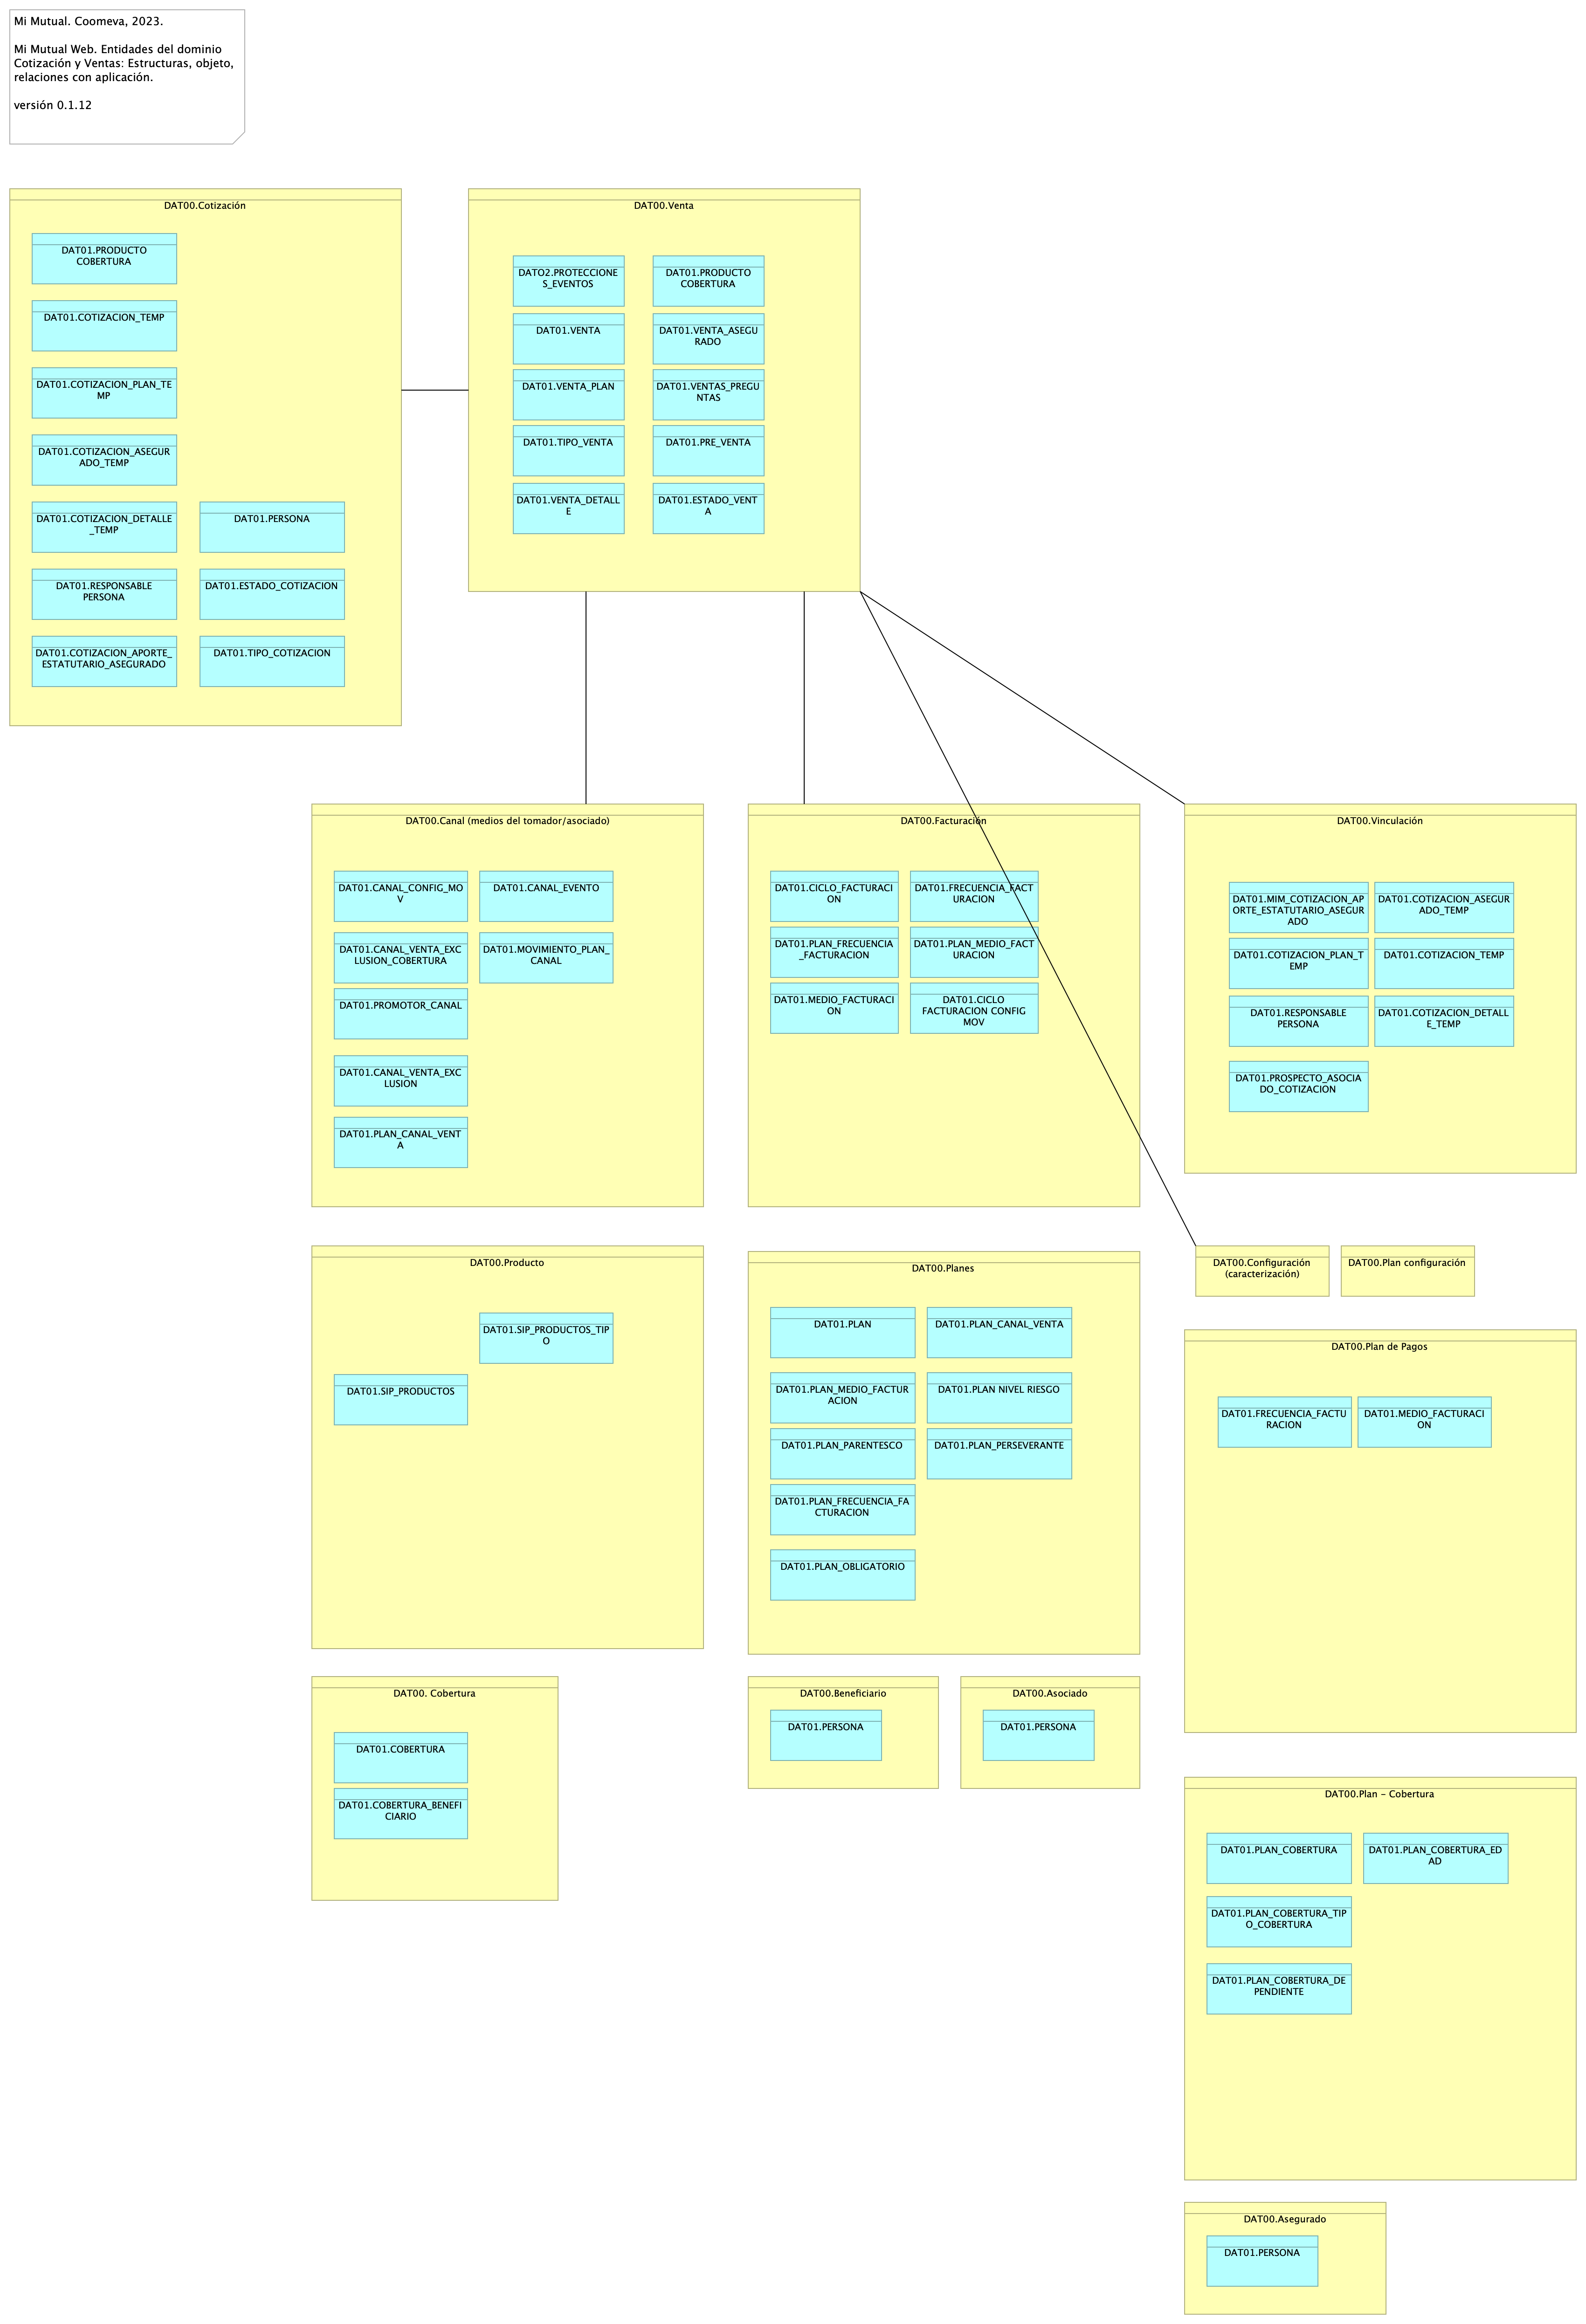 Mi Mutual. Coomeva, 2023.
Mi Mutual Web. Entidades del dominio
Cotización y Ventas: Estructuras, objeto,
relaciones con aplicación.
versión 0.1.12
DAT00.Cotización
DAT01.PRODUCTO
COBERTURA
DAT01.COTIZACION_TEMP
DAT01.COTIZACION_PLAN_TE
MP
DAT01.COTIZACION_ASEGUR
ADO_TEMP
DAT01.COTIZACION_DETALLE
_TEMP
DAT01.PERSONA
DAT01.RESPONSABLE
PERSONA
DAT01.ESTADO_COTIZACION
DAT01.COTIZACION_APORTE_
ESTATUTARIO_ASEGURADO
DAT01.TIPO_COTIZACION
DAT00.Venta
DATO2.PROTECCIONE
S_EVENTOS
DAT01.PRODUCTO
COBERTURA
DAT01.VENTA
DAT01.VENTA_ASEGU
RADO
DAT01.VENTA_PLAN
DAT01.VENTAS_PREGU
NTAS
DAT01.TIPO_VENTA
DAT01.PRE_VENTA
DAT01.VENTA_DETALL
E
DAT01.ESTADO_VENT
A
DAT00.Canal (medios del tomador/asociado)
DAT01.CANAL_CONFIG_MO
V
DAT01.CANAL_EVENTO
DAT01.CANAL_VENTA_EXC
LUSION_COBERTURA
DAT01.MOVIMIENTO_PLAN_
CANAL
DAT01.PROMOTOR_CANAL
DAT01.CANAL_VENTA_EXC
LUSION
DAT01.PLAN_CANAL_VENT
A
DAT00.Facturación
DAT01.CICLO_FACTURACI
ON
DAT01.FRECUENCIA_FACT
URACION
DAT01.PLAN_FRECUENCIA
_FACTURACION
DAT01.PLAN_MEDIO_FACT
URACION
DAT01.MEDIO_FACTURACI
ON
DAT01.CICLO
FACTURACION CONFIG
MOV
DAT00.Vinculación
DAT01.MIM_COTIZACION_AP
ORTE_ESTATUTARIO_ASEGUR
ADO
DAT01.COTIZACION_ASEGUR
ADO_TEMP
DAT01.COTIZACION_PLAN_T
EMP
DAT01.COTIZACION_TEMP
DAT01.RESPONSABLE
PERSONA
DAT01.COTIZACION_DETALL
E_TEMP
DAT01.PROSPECTO_ASOCIA
DO_COTIZACION
DAT00.Producto
DAT01.SIP_PRODUCTOS_TIP
O
DAT01.SIP_PRODUCTOS
DAT00.Planes
DAT01.PLAN
DAT01.PLAN_CANAL_VENTA
DAT01.PLAN_MEDIO_FACTUR
ACION
DAT01.PLAN NIVEL RIESGO
DAT01.PLAN_PARENTESCO
DAT01.PLAN_PERSEVERANTE
DAT01.PLAN_FRECUENCIA_FA
CTURACION
DAT01.PLAN_OBLIGATORIO
DAT00.Configuración
(caracterización)
DAT00.Plan configuración
DAT00.Plan de Pagos
DAT01.FRECUENCIA_FACTU
RACION
DAT01.MEDIO_FACTURACI
ON
DAT00. Cobertura
DAT01.COBERTURA
DAT01.COBERTURA_BENEFI
CIARIO
DAT00.Beneficiario
DAT01.PERSONA
DAT00.Asociado
DAT01.PERSONA
DAT00.Plan - Cobertura
DAT01.PLAN_COBERTURA
DAT01.PLAN_COBERTURA_ED
AD
DAT01.PLAN_COBERTURA_TIP
O_COBERTURA
DAT01.PLAN_COBERTURA_DE
PENDIENTE
DAT00.Asegurado
DAT01.PERSONA